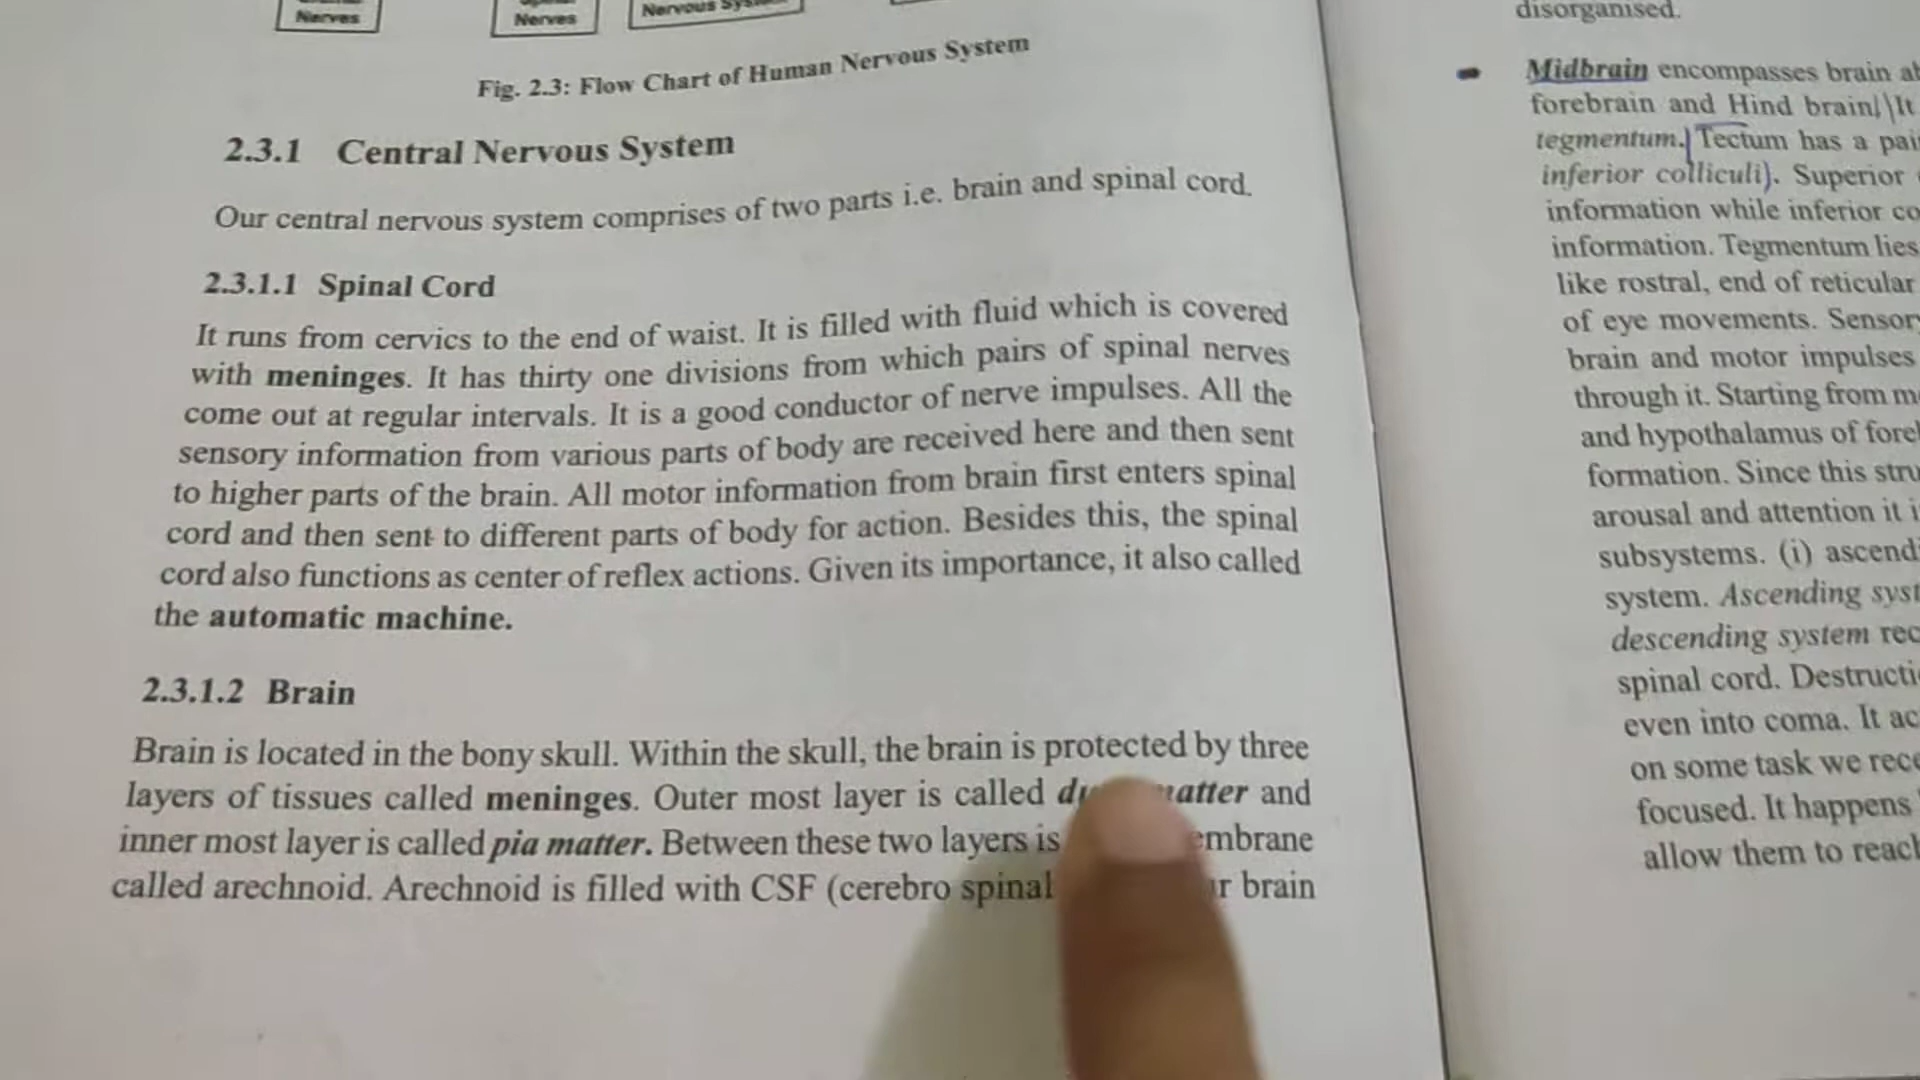 Nerves
Nerves
Nervous
Fig. 2.3: Flow Chart of Human Nervous System
2.3.1 Central Nervous System
Our central nervous system comprises of two parts i.e. brain and spinal cord.
2.3.1.1 Spinal Cord
It runs from cervics to the end of waist. It is filled with fluid which is covered
with meninges. It has thirty one divisions from which pairs of spinal nerves
come out at regular intervals. It is a good conductor of nerve impulses. All the
sensory information from various parts of body are received here and then sent
to higher parts of the brain. All motor information from brain first enters spinal
cord and then sent to different parts of body for action. Besides this, the spinal
cord also functions as center of reflex actions. Given its importance, it also called
the automatic machine.
2.3.1.2 Brain
Brain is located in the bony skull. Within the skull, the brain is protected by three
layers of tissues called meninges. Outer most layer is called and
inner most layer is called pia matter. Between these two layers is
called arechnoid. Arechnoid is filled with CSF (cerebro spinal brain
disorganised.
Midbrain encompasses brain
forebrain and Hind brain. It
tegmentum. Tectum has a
inferior colliculi). Superior
information while inferior
information. Tegmentum lies
like rostral, end of reticular
of eye movements.
brain and motor impulses
through it. Starting from
and hypothalamus of
formation. Since this
arousal and attention it
subsystems. (i)
system. Ascending
descending system
spinal cord.
even into coma. It
on some task we
focused. It happens
allow them to